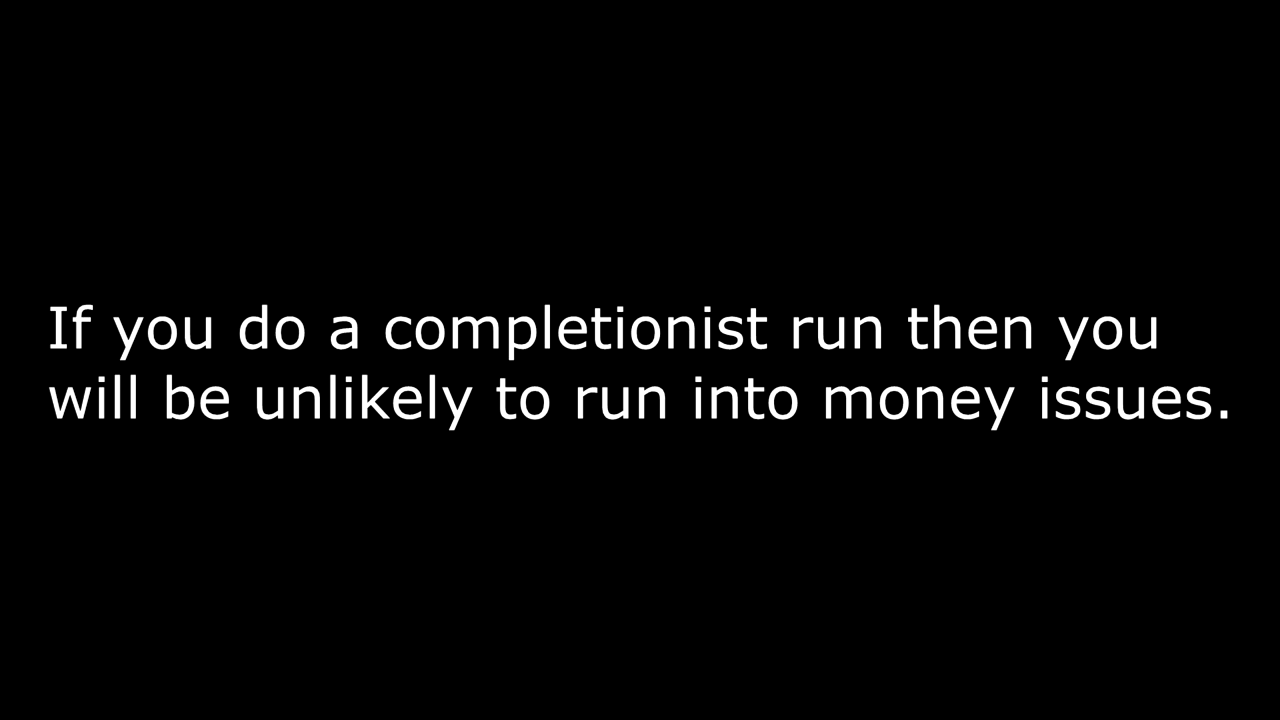 If you do a completionist run then you
will be unlikely to run into money issues.